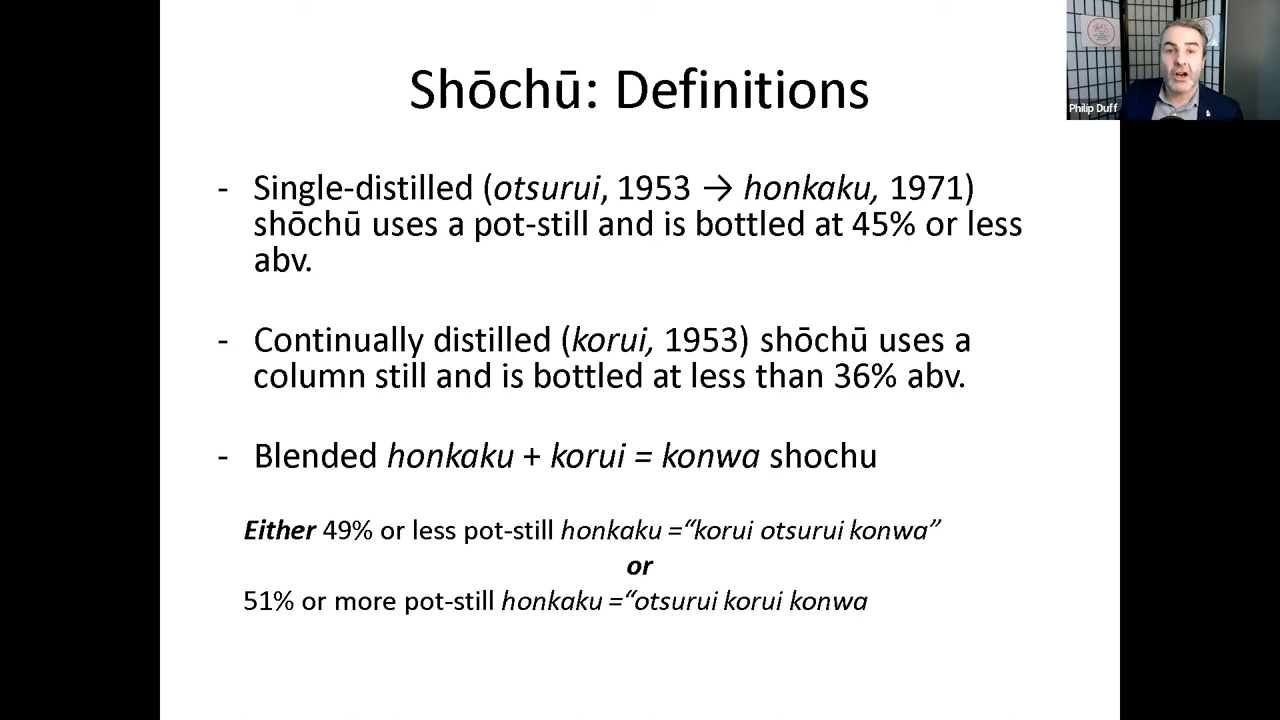 Shōchū: Definitions
- Single-distilled (otsurui, 1953 → honkaku, 1971)
shōchū uses a pot-still and is bottled at 45% or less
abv.
- Continually distilled (korui, 1953) shōchū uses a
column still and is bottled at less than 36% abv.
- Blended honkaku + korui = konwa shochu
Either 49% or less pot-still honkaku =“korui otsurui konwa”
or
51% or more pot-still honkaku =“otsurui korui konwa
Philip Duff